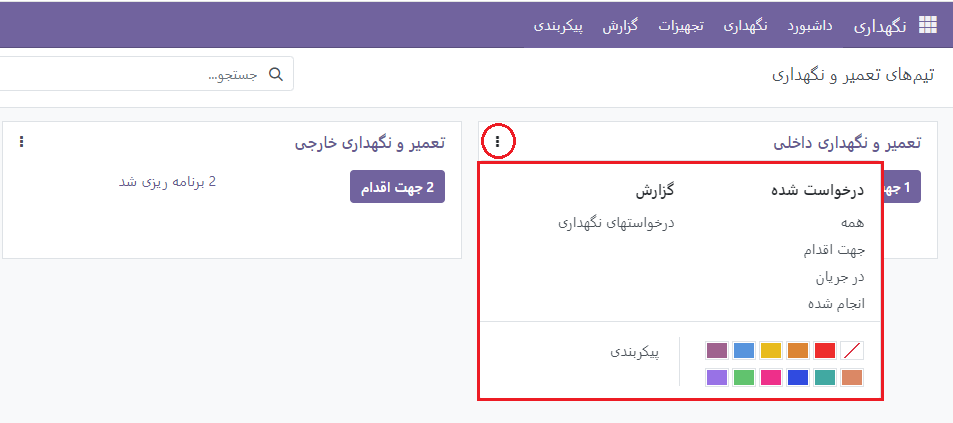 نگهداری داشبورد نگهداری تجهیزات گزارش پیکربندی
تیم‌های تعمیر و نگهداری
جستجو...
تعمیر و نگهداری داخلی
1 جه
درخواست شده
همه
جهت اقدام
در جریان
انجام شده
گزارش
درخواستهای نگهداری
پیکربندی
تعمیر و نگهداری خارجی
2 جهت اقدام
2 برنامه ریزی شد